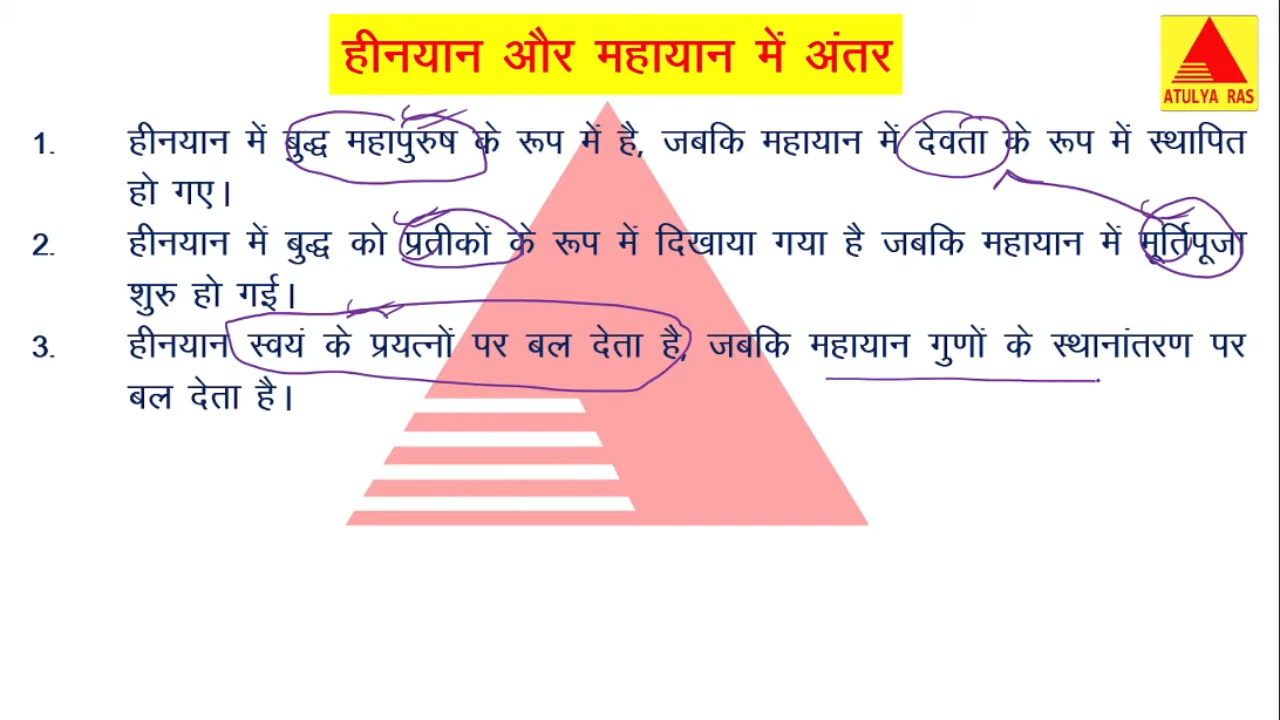 हीनयान और महायान में अंतर
ATULYA RAS
1. हीनयान में बुद्ध महापुरुष के रूप में है, जबकि महायान में देवता के रूप में स्थापित
हो गए।
2. हीनयान में बुद्ध को प्रतीकों के रूप में दिखाया गया है जबकि महायान में मूर्तिपूजा
शुरु हो गई।
3. हीनयान स्वयं के प्रयत्नों पर बल देता है, जबकि महायान गुणों के स्थानांतरण पर
बल देता है।